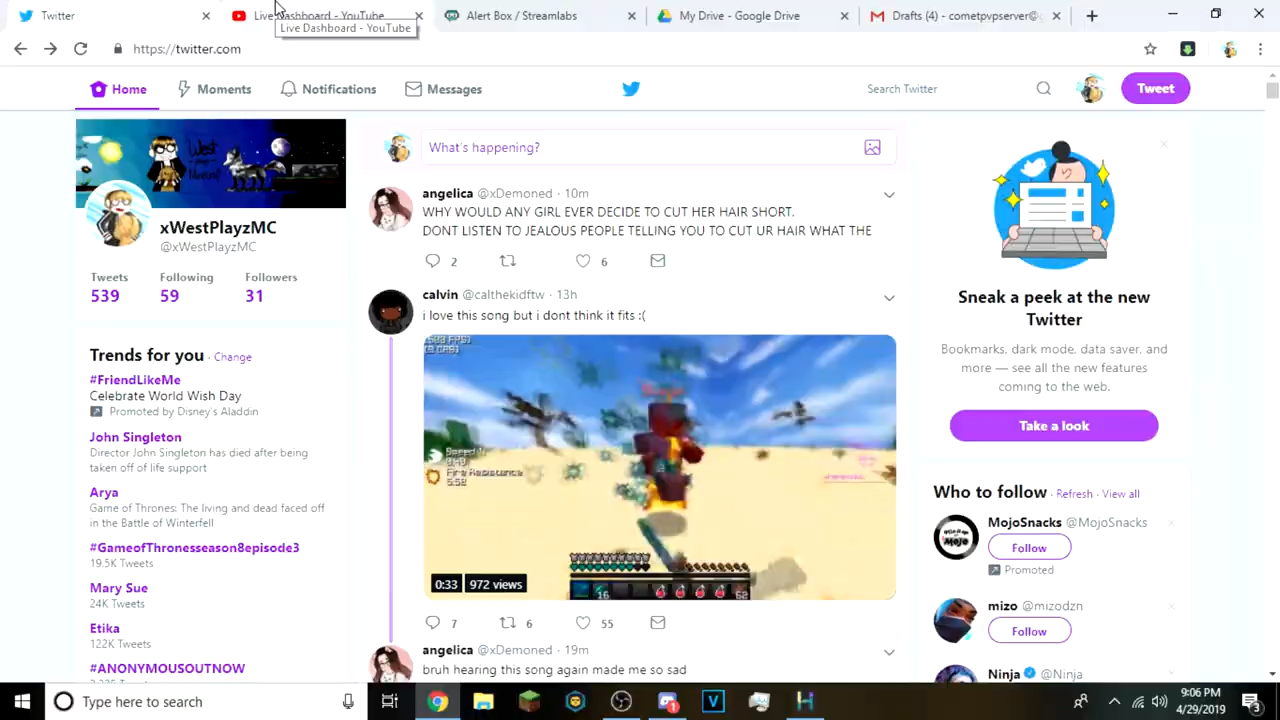 Twitter
Live Dashboard - YouTube
Alert Box / Streamlabs
My Drive - Google Drive
Drafts (4) - cometpvpserver@g
Live Dashboard - YouTube
https://twitter.com
Home
Moments
Notifications
Messages
Search Twitter
Tweet
What's happening?
xWestPlayzMC
@xWestPlayzMC
Tweets Following Followers
539 59 31
Trends for you · Change
#FriendLikeMe
Celebrate World Wish Day
Promoted by Disney's Aladdin
John Singleton
Director John Singleton has died after being
taken off of life support
Arya
Game of Thrones: The living and dead faced off
in the Battle of Winterfell
#GameofThronesseason8episode3
19.5K Tweets
Mary Sue
24K Tweets
Etika
122K Tweets
#ANONYMOUSOUTNOW
angelica @xDemoned · 10m
WHY WOULD ANY GIRL EVER DECIDE TO CUT HER HAIR SHORT.
DONT LISTEN TO JEALOUS PEOPLE TELLING YOU TO CUT UR HAIR WHAT THE
2 6
calvin @calthekidftw · 13h
i love this song but i dont think it fits :(
Speed II
Fire Resistance
16
62
0:33 972 views
7 6 55
angelica @xDemoned · 19m
bruh hearing this song again made me so sad
Sneak a peek at the new
Twitter
Bookmarks, dark mode, data saver, and
more — see all the new features
coming to the web.
Take a look
Who to follow · Refresh · View all
MojoSnacks @MojoSnacks
Follow
Promoted
mizo @mizodzn
Follow
Ninja @Ninja
Type here to search
9:06 PM
4/29/2019
3